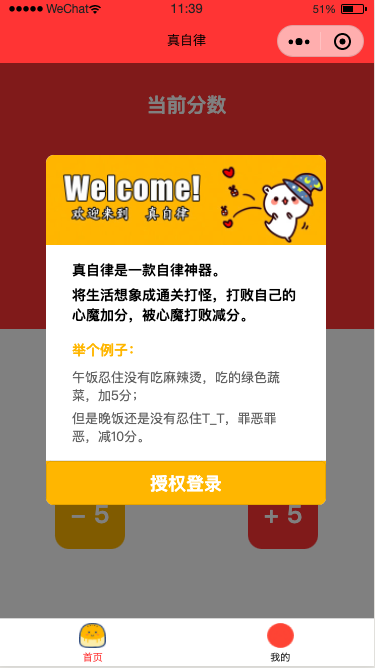 ●●●●● WeChat 11:39 51%
真自律
当前分数
Welcome!
欢迎来到 真自律
真自律是一款自律神器。
将生活想象成通关打怪，打败自己的
心魔加分，被心魔打败减分。
举个例子：
午饭忍住没有吃麻辣烫，吃的绿色蔬
菜，加5分；
但是晚饭还是没有忍住T_T，罪恶罪
恶，减10分。
授权登录
- 5 + 5
首页 我的